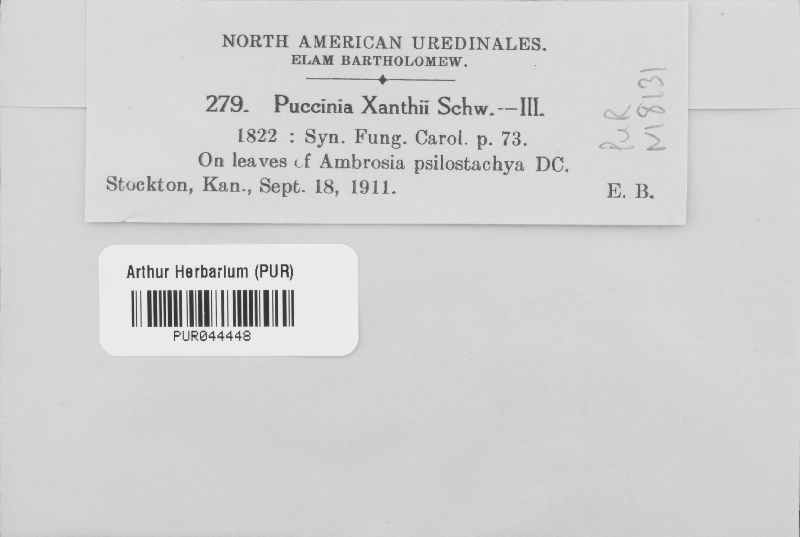 NORTH AMERICAN UREDINALES.
ELAM BARTHOLOMEW.
279. Puccinia Xanthii Schw.—III.
1822 : Syn. Fung. Carol. p. 73.
On leaves of Ambrosia psilostachya DC.
Stockton, Kan., Sept. 18, 1911. E. B.
PUR
M8131
Arthur Herbarium (PUR)
PUR044448